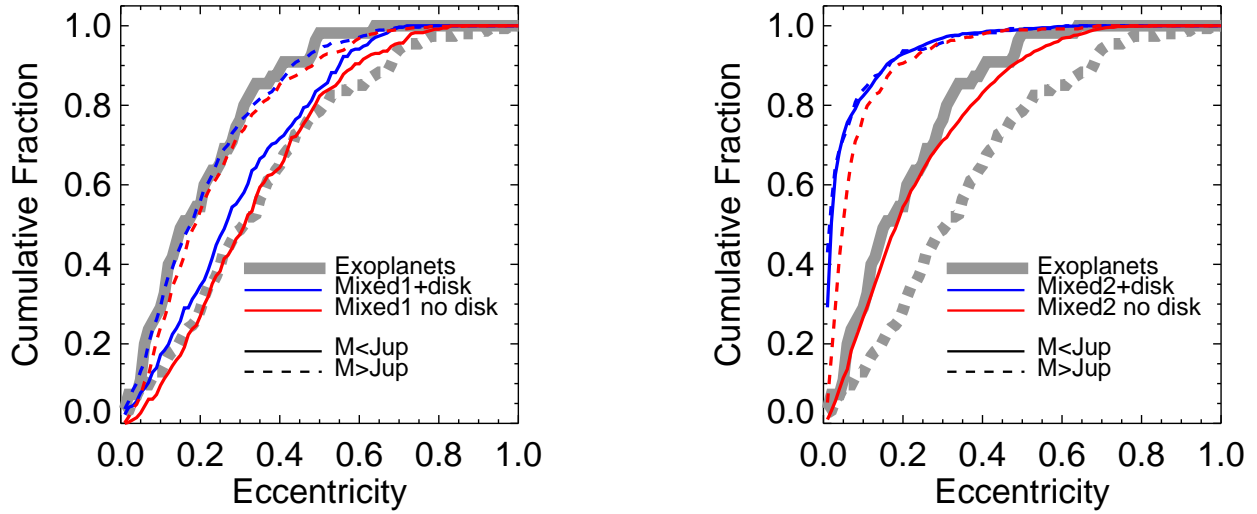 Cumulative Fraction
1.0
0.8
0.6
0.4
0.2
0.0
Exoplanets
Mixed1+disk
Mixed1 no disk
M<Jup
M>Jup
0.0 0.2 0.4 0.6 0.8 1.0
Eccentricity
Cumulative Fraction
1.0
0.8
0.6
0.4
0.2
0.0
Exoplanets
Mixed2+disk
Mixed2 no disk
M<Jup
M>Jup
0.0 0.2 0.4 0.6 0.8 1.0
Eccentricity